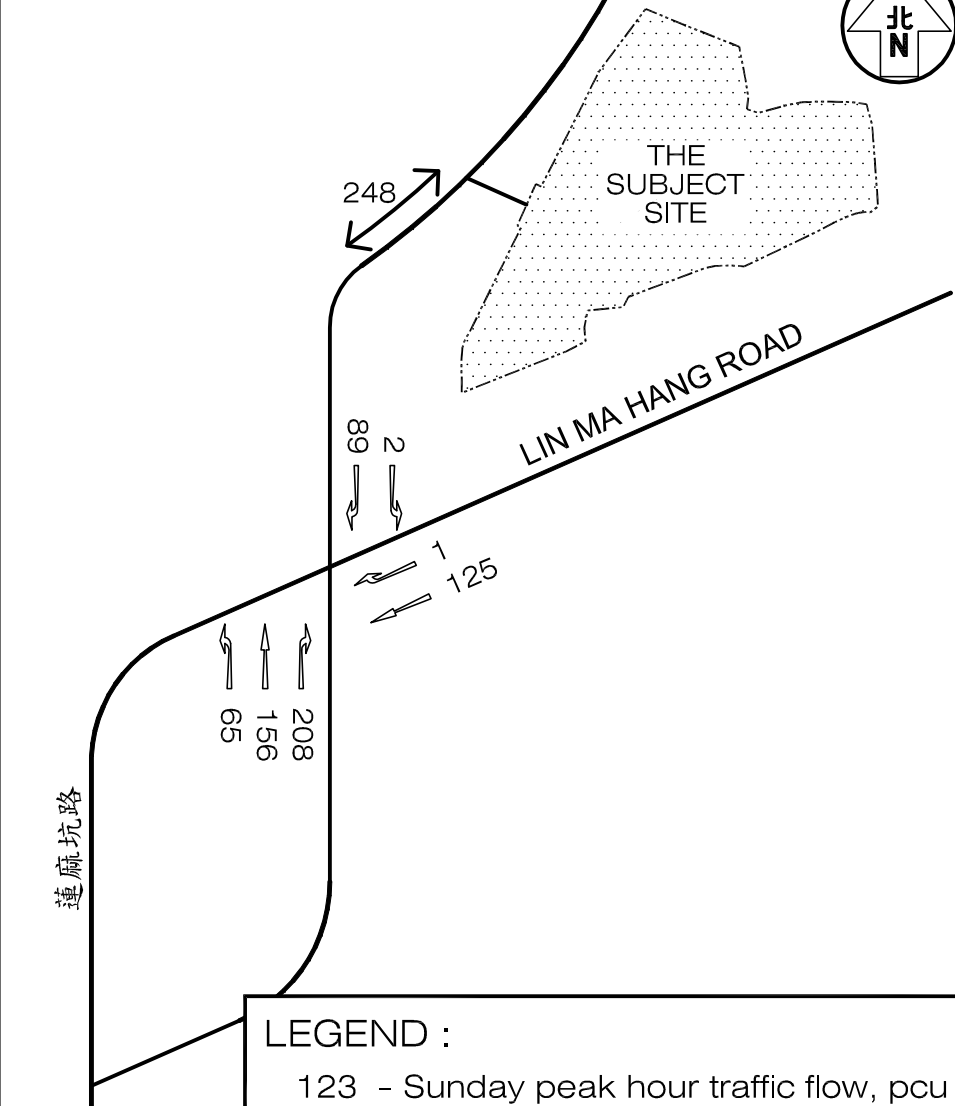 北
N
THE
SUBJECT
SITE
248
LIN MA HANG ROAD
89
2
1
125
65
156
208
蓮麻坑路
LEGEND :
123 - Sunday peak hour traffic flow, pcu